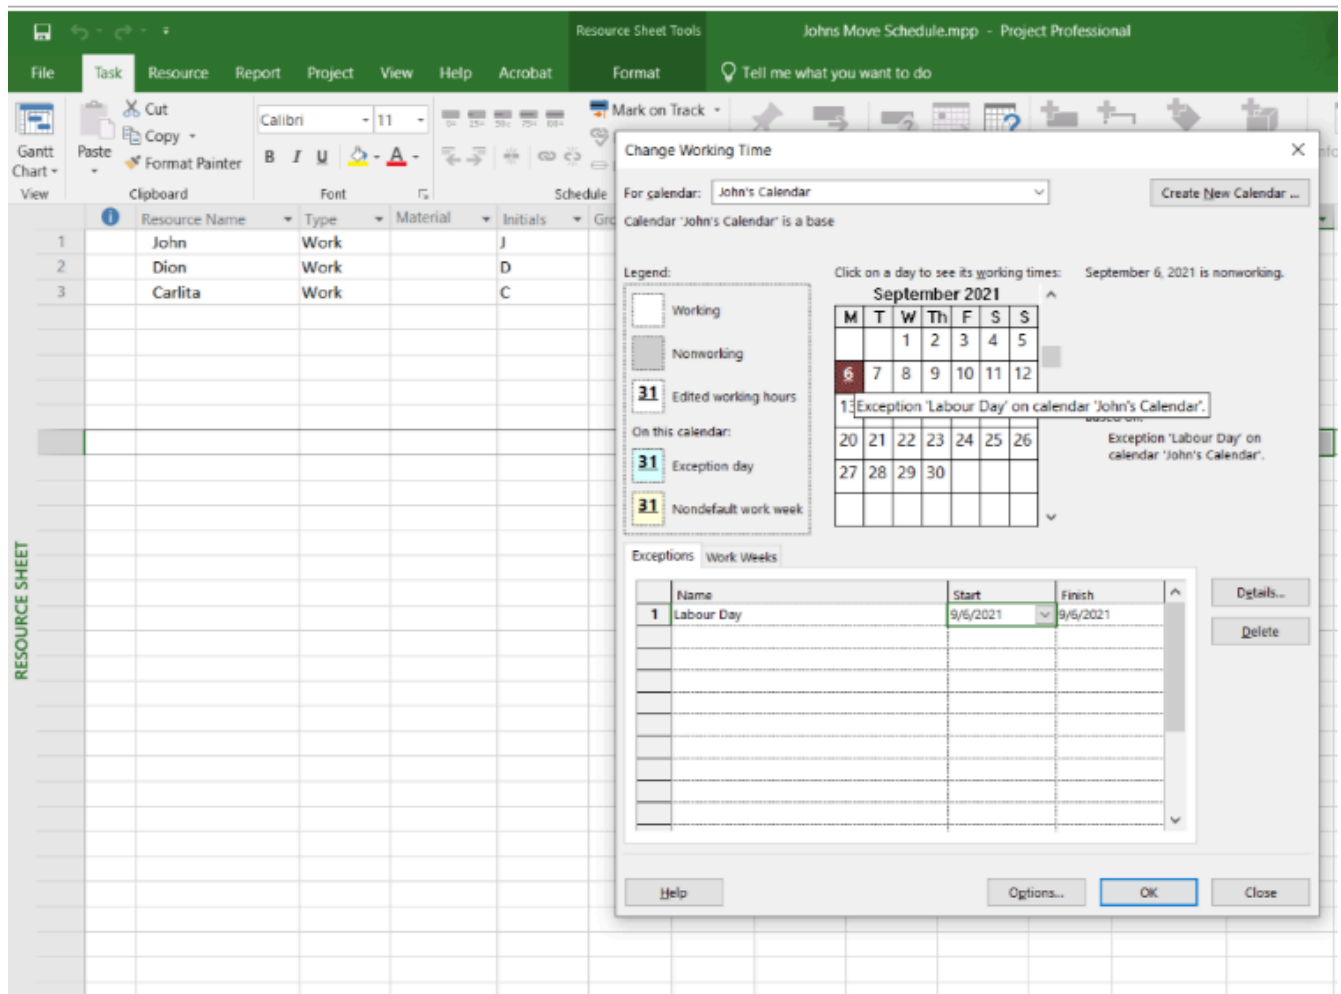 Resource Sheet Tools
Johns Move Schedule.mpp - Project Professional
File Task Resource Report Project View Help Acrobat Format Tell me what you want to do
Cut
Copy
Format Painter
Gantt Chart
Paste
Calibri 11
B I U A
0% 25% 50% 75% 100%
Mark on Track
View Clipboard Font Schedule
Resource Name Type Material Initials
1 John Work J
2 Dion Work D
3 Carlita Work C
RESOURCE SHEET
Change Working Time
For calendar: John's Calendar
Create New Calendar ...
Calendar 'John's Calendar' is a base
Legend:
Working
Nonworking
31 Edited working hours
On this calendar:
31 Exception day
31 Nondefault work week
Click on a day to see its working times:
September 6, 2021 is nonworking.
September 2021
M T W Th F S S
1 2 3 4 5
6 7 8 9 10 11 12
Exception 'Labour Day' on calendar 'John's Calendar'.
20 21 22 23 24 25 26
27 28 29 30
Exception 'Labour Day' on
calendar 'John's Calendar'.
Exceptions Work Weeks
Name Start Finish
1 Labour Day 9/6/2021 9/6/2021
Details...
Delete
Help
Options...
OK
Close